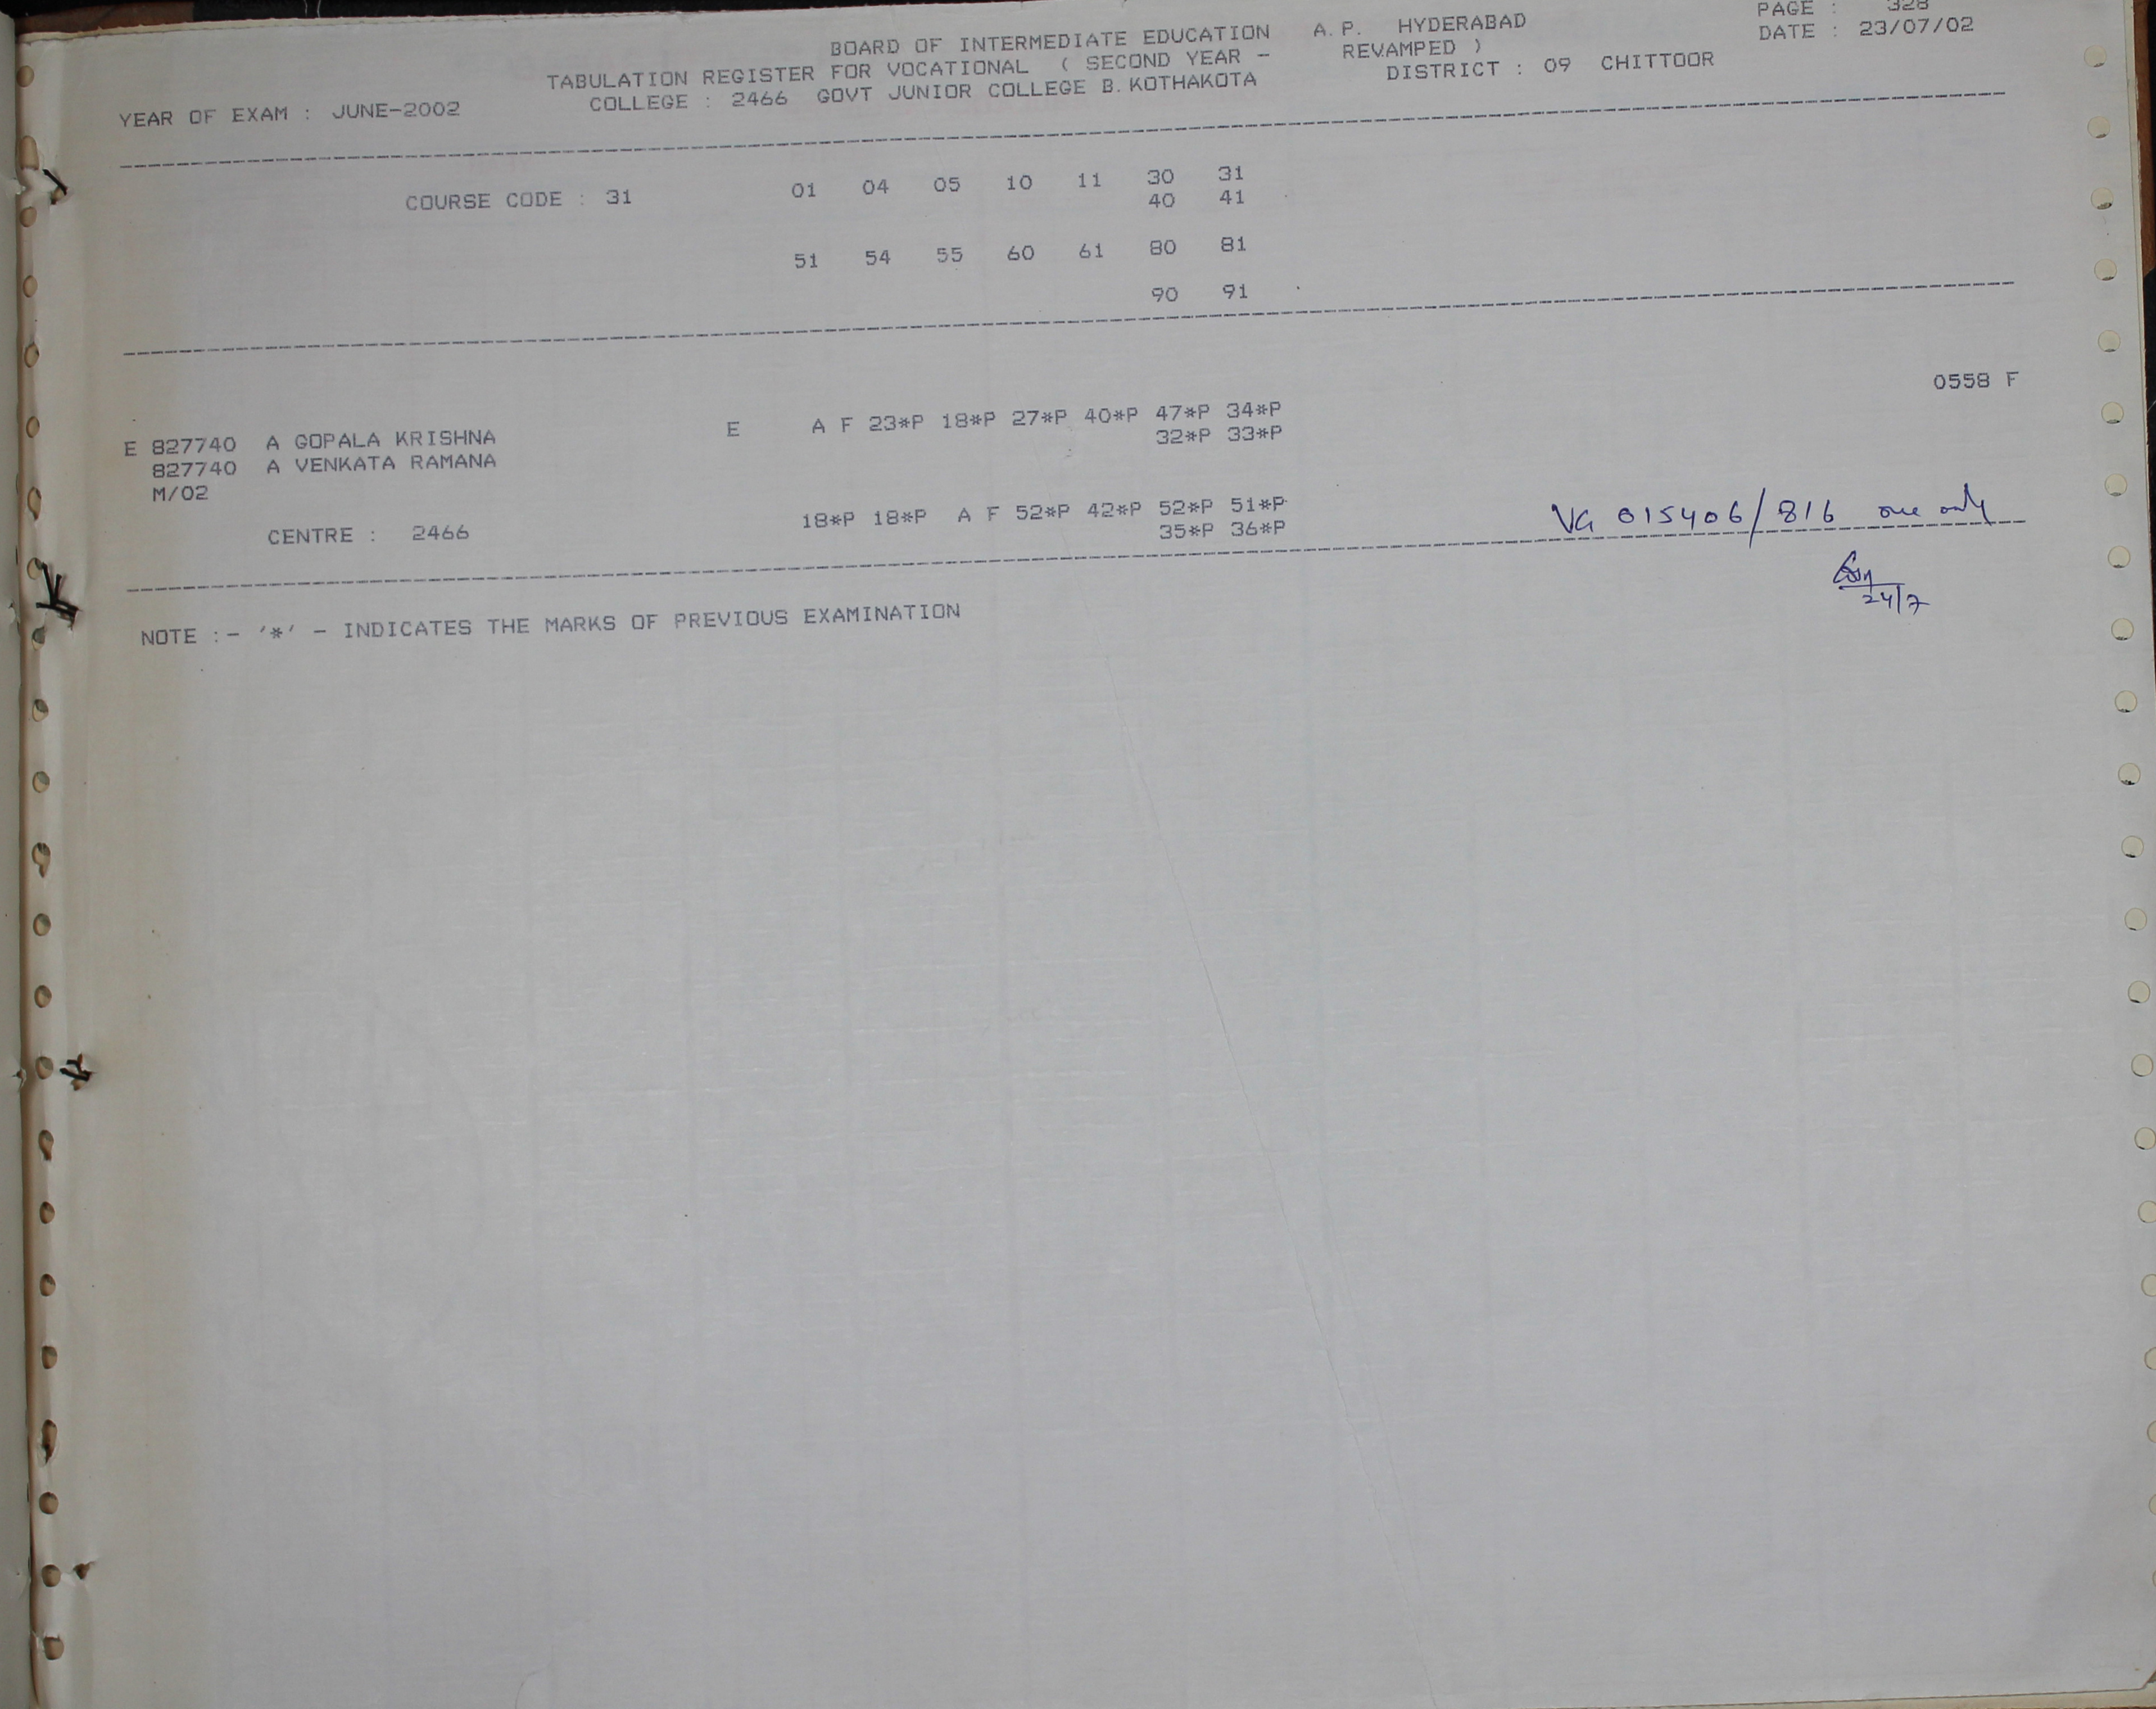 PAGE : 328
BOARD OF INTERMEDIATE EDUCATION A.P. HYDERABAD DATE : 23/07/02
TABULATION REGISTER FOR VOCATIONAL ( SECOND YEAR - REVAMPED )
YEAR OF EXAM : JUNE-2002 COLLEGE : 2466 GOVT JUNIOR COLLEGE B.KOTHAKOTA DISTRICT : 09 CHITTOOR
COURSE CODE : 31 01 04 05 10 11 30 31
40 41
51 54 55 60 61 80 81
90 91
0558 F
E 827740 A GOPALA KRISHNA E A F 23*P 18*P 27*P 40*P 47*P 34*P
827740 A VENKATA RAMANA 32*P 33*P
M/02
CENTRE : 2466 18*P 18*P A F 52*P 42*P 52*P 51*P
35*P 36*P
VG 015406/816 one only
24/7
NOTE :- '*' - INDICATES THE MARKS OF PREVIOUS EXAMINATION